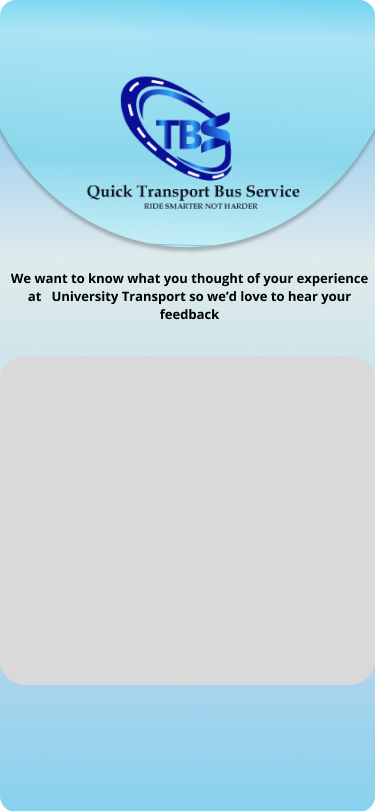 TBS
Quick Transport Bus Service
RIDE SMARTER NOT HARDER
We want to know what you thought of your experience
at University Transport so we’d love to hear your
feedback